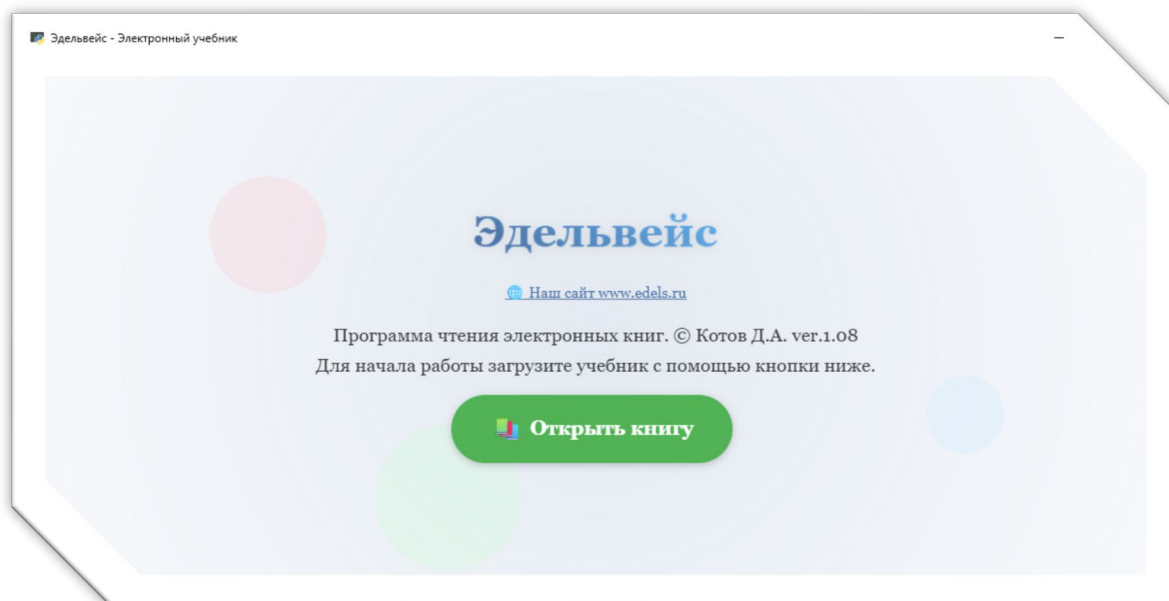 Эдельвейс - Электронный учебник
Эдельвейс
Наш сайт www.edels.ru
Программа чтения электронных книг. © Котов Д.А. ver.1.08
Для начала работы загрузите учебник с помощью кнопки ниже.
Открыть книгу